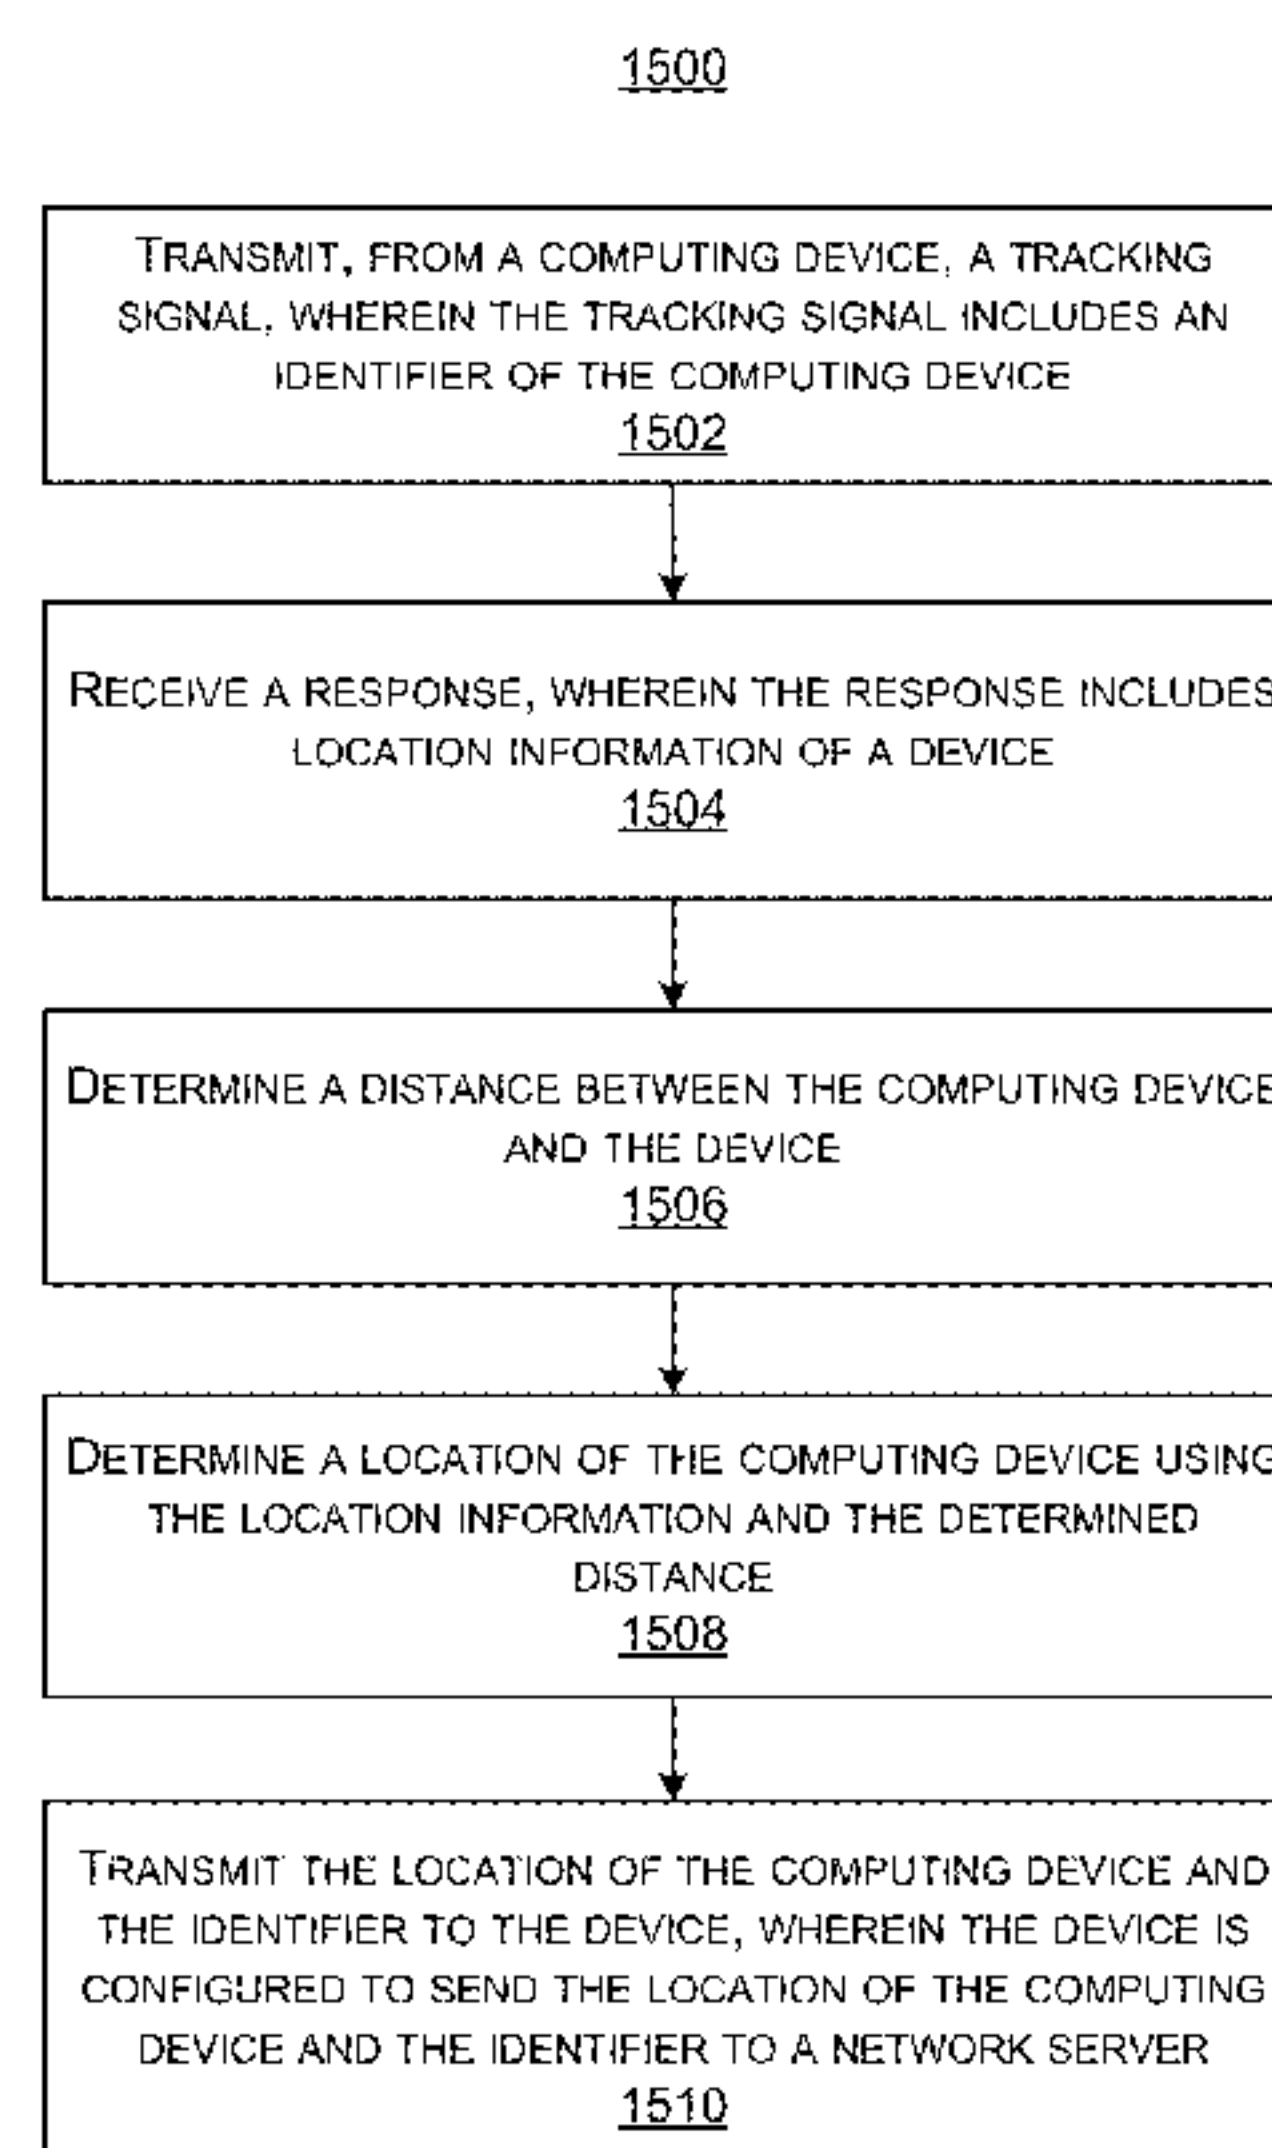 1500
TRANSMIT, FROM A COMPUTING DEVICE, A TRACKING
SIGNAL, WHEREIN THE TRACKING SIGNAL INCLUDES AN
IDENTIFIER OF THE COMPUTING DEVICE
1502
RECEIVE A RESPONSE, WHEREIN THE RESPONSE INCLUDES
LOCATION INFORMATION OF A DEVICE
1504
DETERMINE A DISTANCE BETWEEN THE COMPUTING DEVICE
AND THE DEVICE
1506
DETERMINE A LOCATION OF THE COMPUTING DEVICE USING
THE LOCATION INFORMATION AND THE DETERMINED
DISTANCE
1508
TRANSMIT THE LOCATION OF THE COMPUTING DEVICE AND
THE IDENTIFIER TO THE DEVICE, WHEREIN THE DEVICE IS
CONFIGURED TO SEND THE LOCATION OF THE COMPUTING
DEVICE AND THE IDENTIFIER TO A NETWORK SERVER
1510